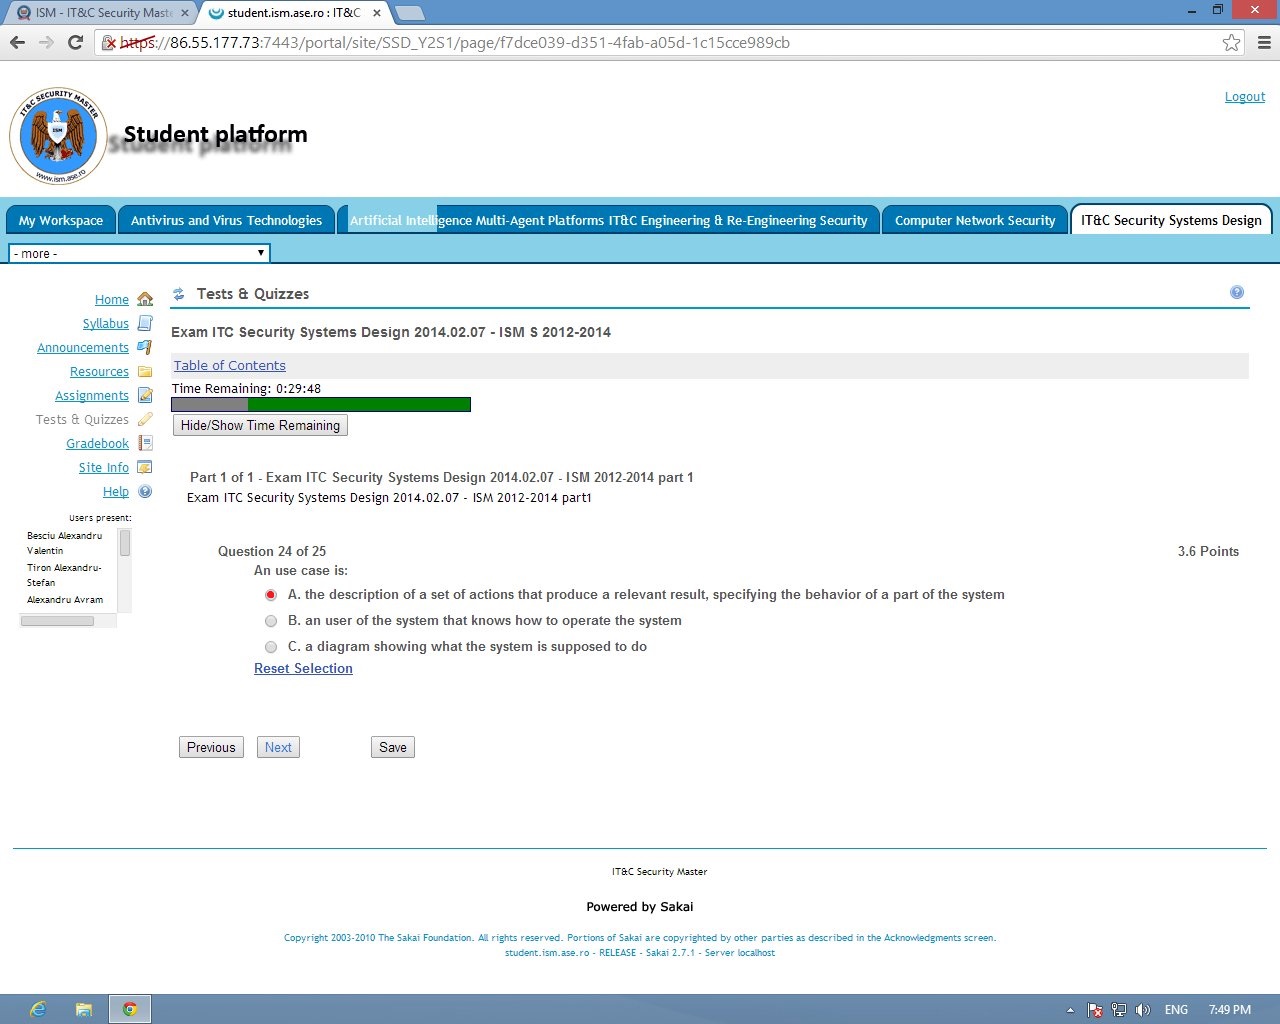 ISM - IT&C Security Maste
student.ism.ase.ro : IT&C
https://86.55.177.73:7443/portal/site/SSD_Y2S1/page/f7dce039-d351-4fab-a05d-1c15cce989cb
Logout
IT&C SECURITY MASTER
ISM
www.ism.ase.ro
Student platform
My Workspace
Antivirus and Virus Technologies
Artificial Intelligence Multi-Agent Platforms IT&C Engineering & Re-Engineering Security
Computer Network Security
IT&C Security Systems Design
- more -
Home
Syllabus
Announcements
Resources
Assignments
Tests & Quizzes
Gradebook
Site Info
Help
Users present:
Besciu Alexandru
Valentin
Tiron Alexandru-
Stefan
Alexandru Avram
Tests & Quizzes
Exam ITC Security Systems Design 2014.02.07 - ISM S 2012-2014
Table of Contents
Time Remaining: 0:29:48
Hide/Show Time Remaining
Part 1 of 1 - Exam ITC Security Systems Design 2014.02.07 - ISM 2012-2014 part 1
Exam ITC Security Systems Design 2014.02.07 - ISM 2012-2014 part1
Question 24 of 25
3.6 Points
An use case is:
A. the description of a set of actions that produce a relevant result, specifying the behavior of a part of the system
B. an user of the system that knows how to operate the system
C. a diagram showing what the system is supposed to do
Reset Selection
Previous
Next
Save
IT&C Security Master
Powered by Sakai
Copyright 2003-2010 The Sakai Foundation. All rights reserved. Portions of Sakai are copyrighted by other parties as described in the Acknowledgments screen.
student.ism.ase.ro - RELEASE - Sakai 2.7.1 - Server localhost
ENG
7:49 PM